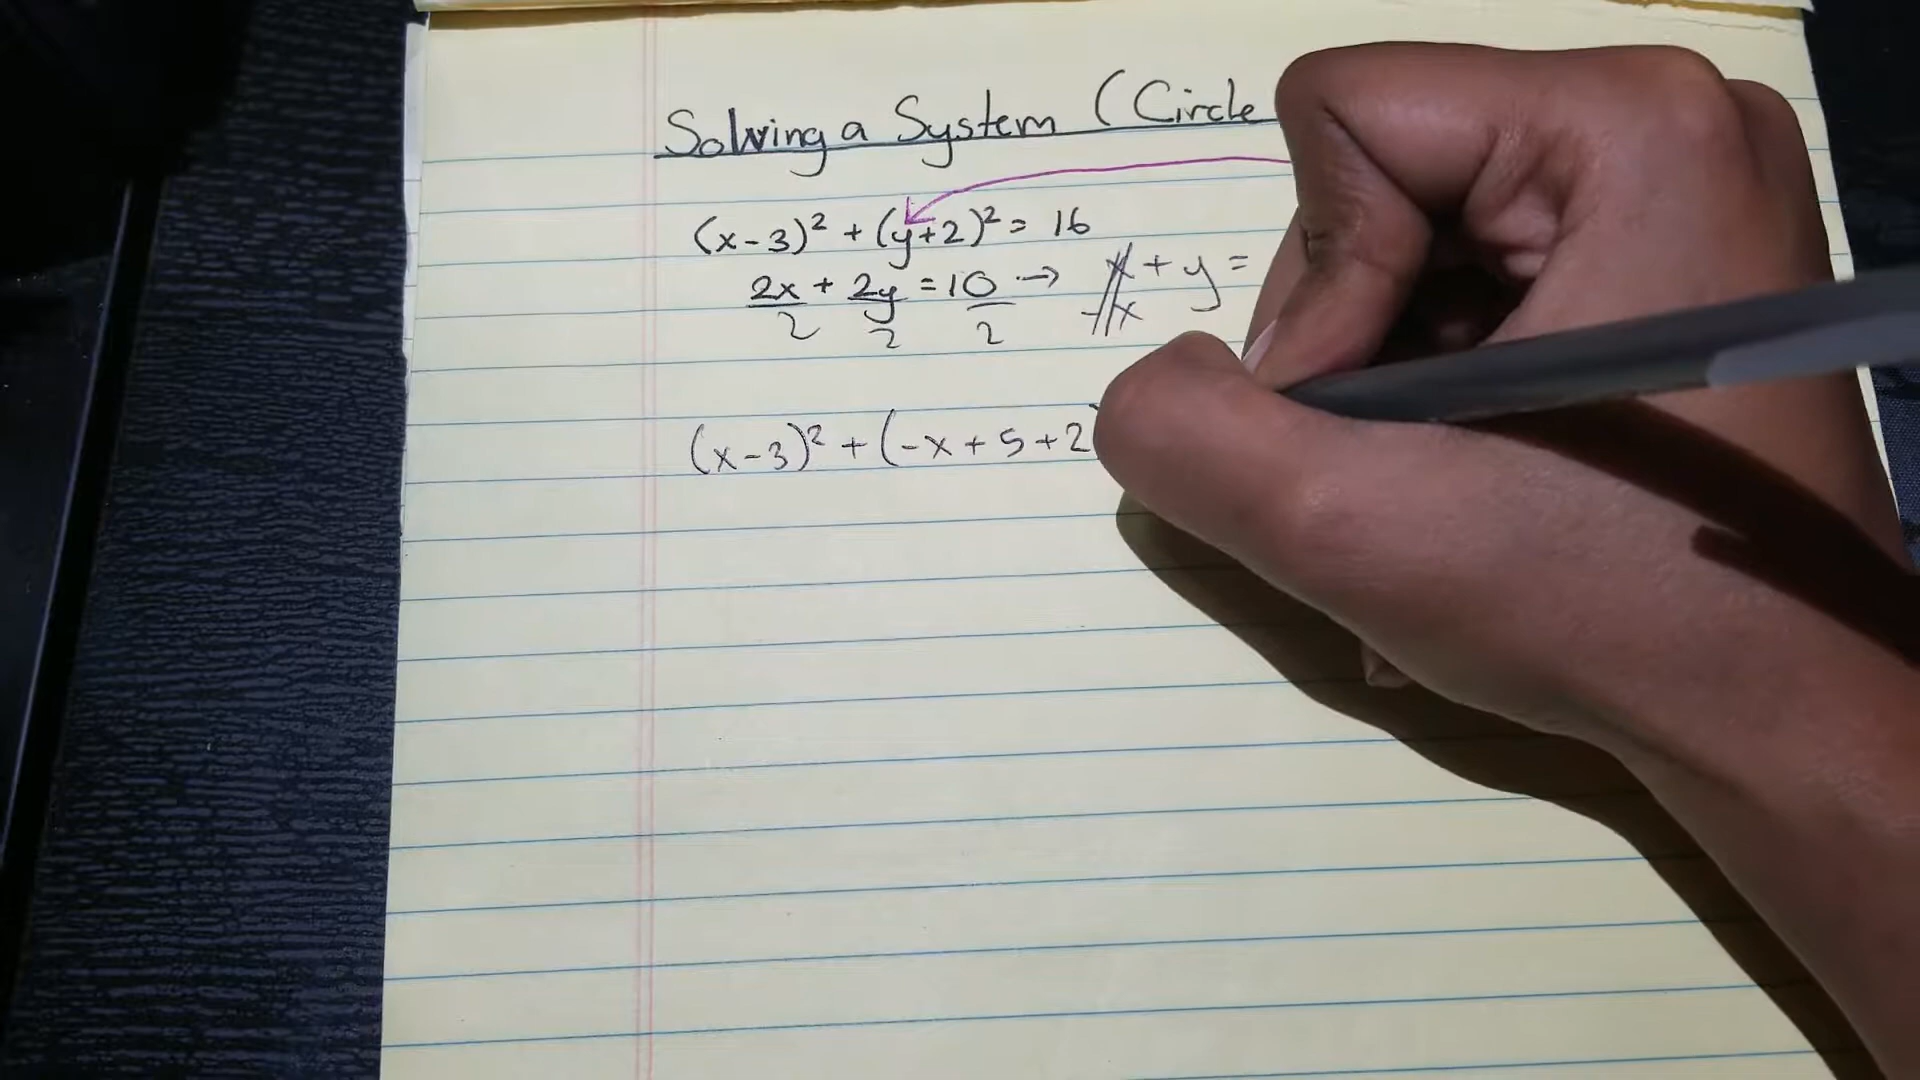 Solving a System (Circle
(x-3)² + (y+2)² = 16
2x + 2y = 10 → x + y =
2 2 2 -x
(x-3)² + (-x + 5 + 2)